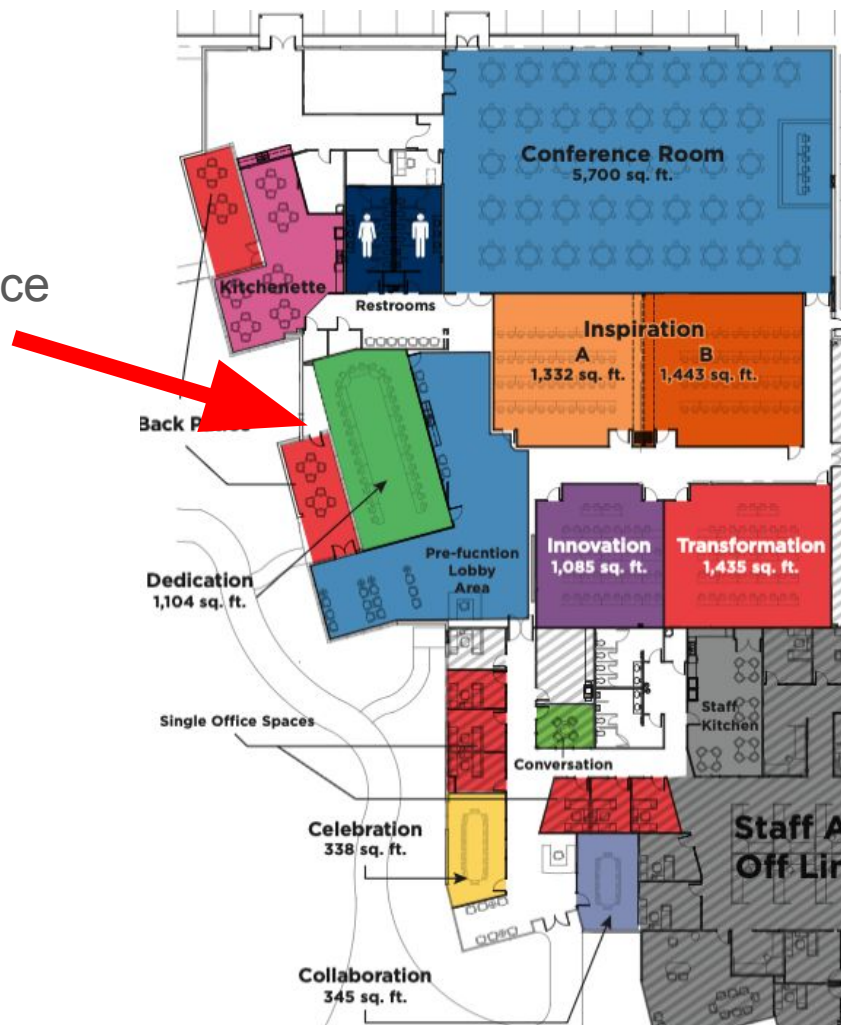 Conference Room
5,700 sq. ft.
ce
Kitchenette
Restrooms
Inspiration
A
1,332 sq. ft.
B
1,443 sq. ft.
Back
Innovation
1,085 sq. ft.
Transformation
1,435 sq. ft.
Pre-fucntion
Lobby
Area
Dedication
1,104 sq. ft.
Staff
Kitchen
Single Office Spaces
Conversation
Celebration
338 sq. ft.
Staff A
Off Lin
Collaboration
345 sq. ft.